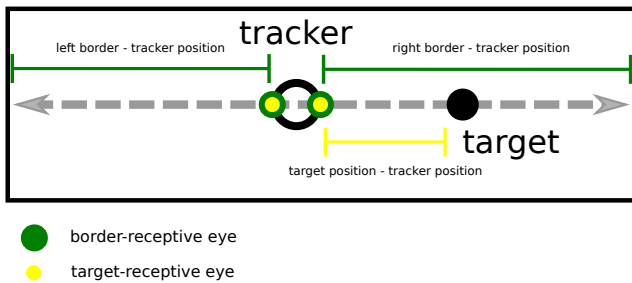 tracker
left border - tracker position
right border - tracker position
target
target position - tracker position
border-receptive eye
target-receptive eye